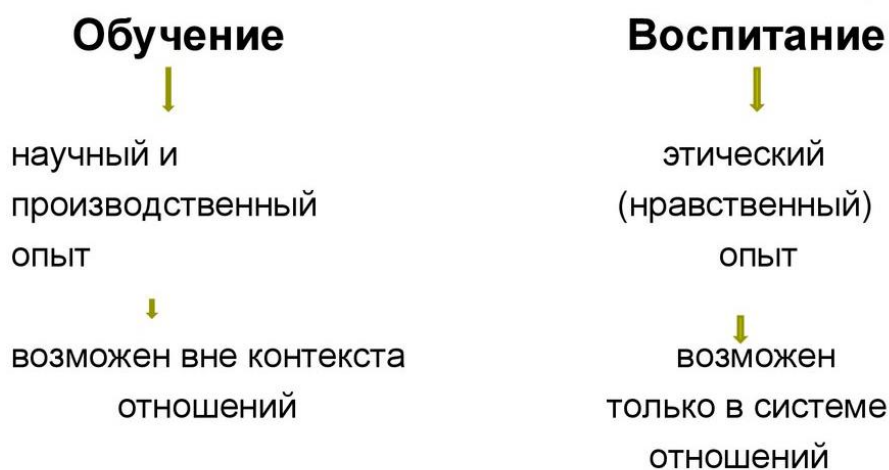 Обучение
научный и
производственный
опыт
возможен вне контекста
отношений
Воспитание
этический
(нравственный)
опыт
возможен
только в системе
отношений